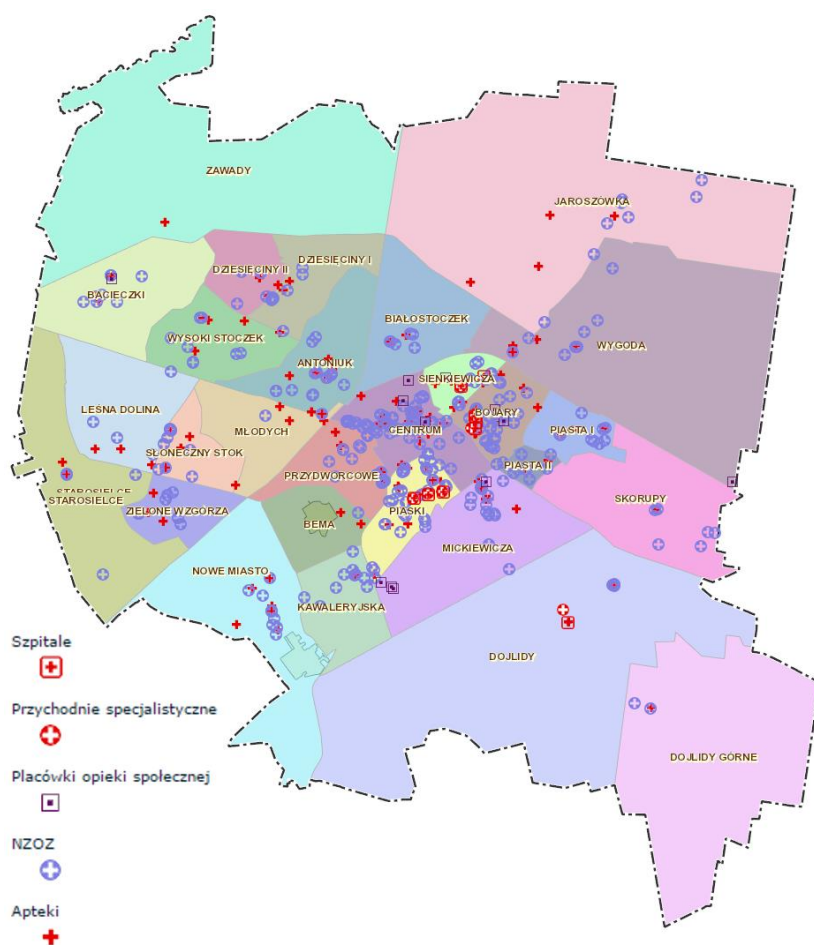 ZAWADY
JAROSZÓWKA
DZIESIĘCINY I
DZIESIĘCINY II
BACIECZKI
BIAŁOSTOCZEK
WYSOKI STOCZEK
WYGODA
ANTONIUK
SIENKIEWICZA
LEŚNA DOLINA
BOJARY
MŁODYCH
CENTRUM
PIASTA I
SŁONECZNY STOK
PIASTA II
PRZYDWORCOWE
STAROSIELCE
STAROSIELCE
SKORUPY
ZIELONE WZGÓRZA
PIASKI
BEMA
MICKIEWICZA
NOWE MIASTO
KAWALERYJSKA
DOJLIDY
DOJLIDY GÓRNE
Szpitale
Przychodnie specjalistyczne
Placówki opieki społecznej
NZOZ
Apteki